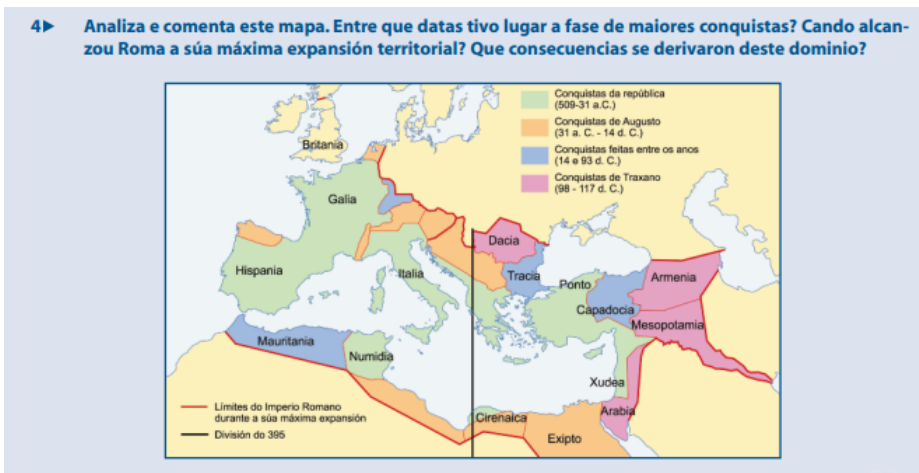 4▶ Analiza e comenta este mapa. Entre que datas tivo lugar a fase de maiores conquistas? Cando alcan-
zou Roma a súa máxima expansión territorial? Que consecuencias se derivaron deste dominio?
Conquistas da república
(509-31 a.C.)
Conquistas de Augusto
(31 a. C. - 14 d. C.)
Conquistas feitas entre os anos
(14 e 93 d. C.)
Conquistas de Traxano
(98 - 117 d. C.)
Britania
Galia
Dacia
Hispania
Italia
Tracia
Ponto
Armenia
Capadocia
Mesopotamia
Mauritania
Numidia
Xudea
Límites do Imperio Romano
durante a súa máxima expansión
División do 395
Cirenaica
Arabia
Exipto